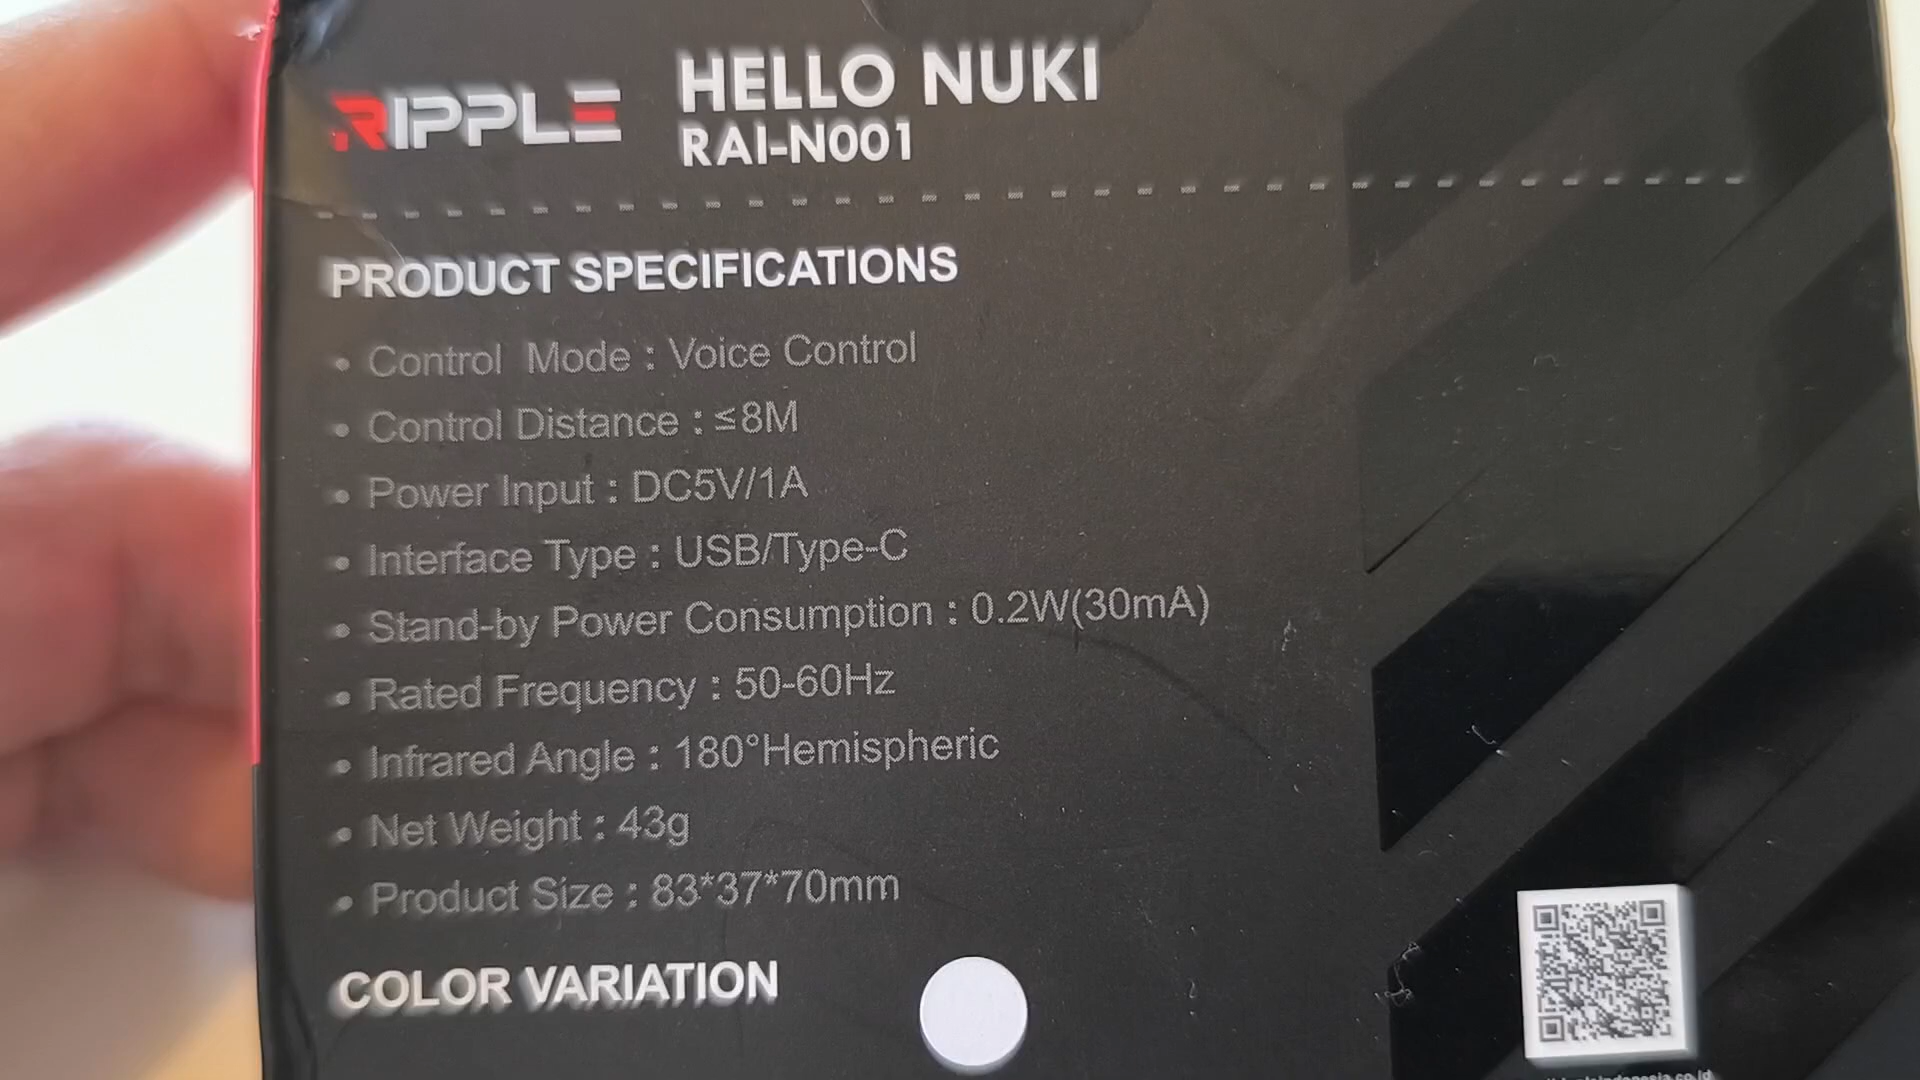 RIPPLE
HELLO NUKI
RAI-N001
PRODUCT SPECIFICATIONS
• Control Mode : Voice Control
• Control Distance : ≤8M
• Power Input : DC5V/1A
• Interface Type : USB/Type-C
• Stand-by Power Consumption : 0.2W(30mA)
• Rated Frequency : 50-60Hz
• Infrared Angle : 180°Hemispheric
• Net Weight : 43g
• Product Size : 83*37*70mm
COLOR VARIATION